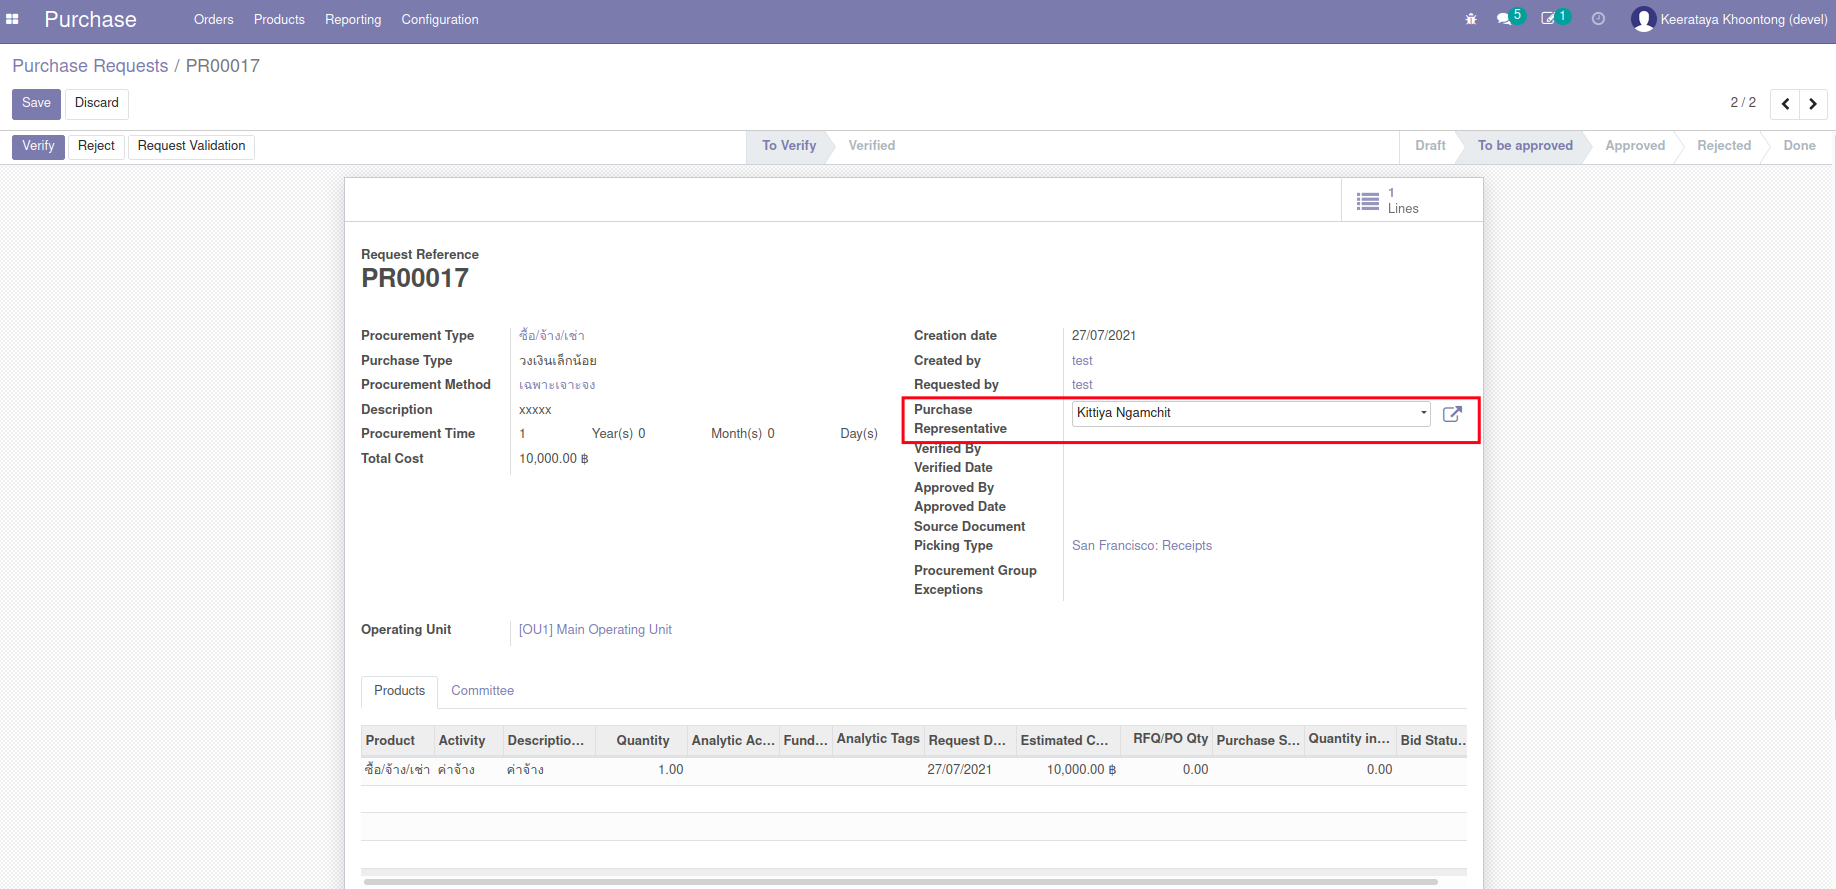 Purchase Orders Products Reporting Configuration 5 1 Keerataya Khoontong (devel)
Purchase Requests / PR00017
Save Discard 2 / 2
Verify Reject Request Validation To Verify Verified Draft To be approved Approved Rejected Done
1
Lines
Request Reference
PR00017
Procurement Type ซื้อ/จ้าง/เช่า
Purchase Type วงเงินเล็กน้อย
Procurement Method เฉพาะเจาะจง
Description xxxxx
Procurement Time 1 Year(s) 0 Month(s) 0 Day(s)
Total Cost 10,000.00 ฿
Creation date 27/07/2021
Created by test
Requested by test
Purchase Representative Kittiya Ngamchit
Verified By
Verified Date
Approved By
Approved Date
Source Document
Picking Type San Francisco: Receipts
Procurement Group
Exceptions
Operating Unit [OU1] Main Operating Unit
Products Committee
Product Activity Descriptio... Quantity Analytic Ac... Fund... Analytic Tags Request D... Estimated C... RFQ/PO Qty Purchase S... Quantity in... Bid Statu...
ซื้อ/จ้าง/เช่า ค่าจ้าง ค่าจ้าง 1.00 27/07/2021 10,000.00 ฿ 0.00 0.00